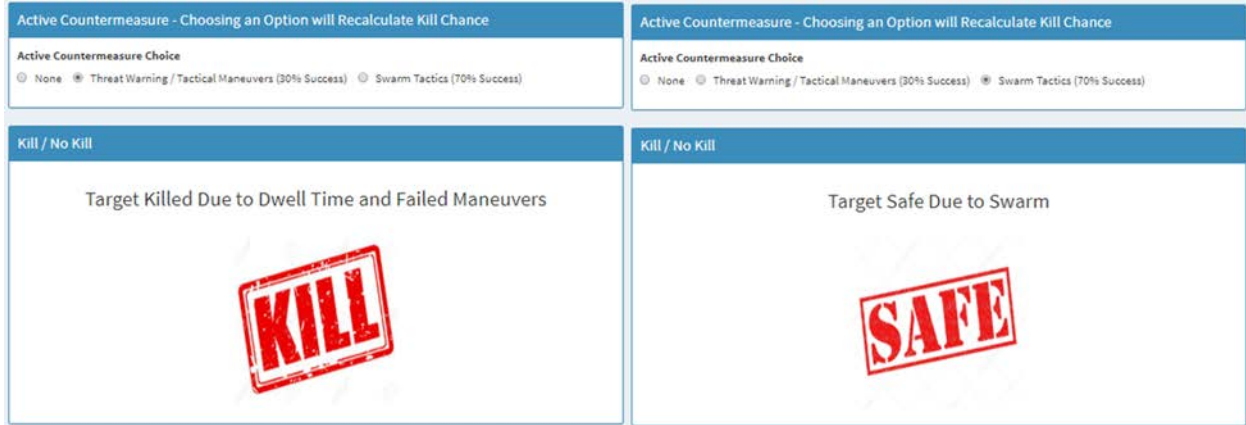 Active Countermeasure - Choosing an Option will Recalculate Kill Chance
Active Countermeasure Choice
None Threat Warning / Tactical Maneuvers (30% Success) Swarm Tactics (70% Success)
Kill / No Kill
Target Killed Due to Dwell Time and Failed Maneuvers
KILL
Active Countermeasure - Choosing an Option will Recalculate Kill Chance
Active Countermeasure Choice
None Threat Warning / Tactical Maneuvers (30% Success) Swarm Tactics (70% Success)
Kill / No Kill
Target Safe Due to Swarm
SAFE